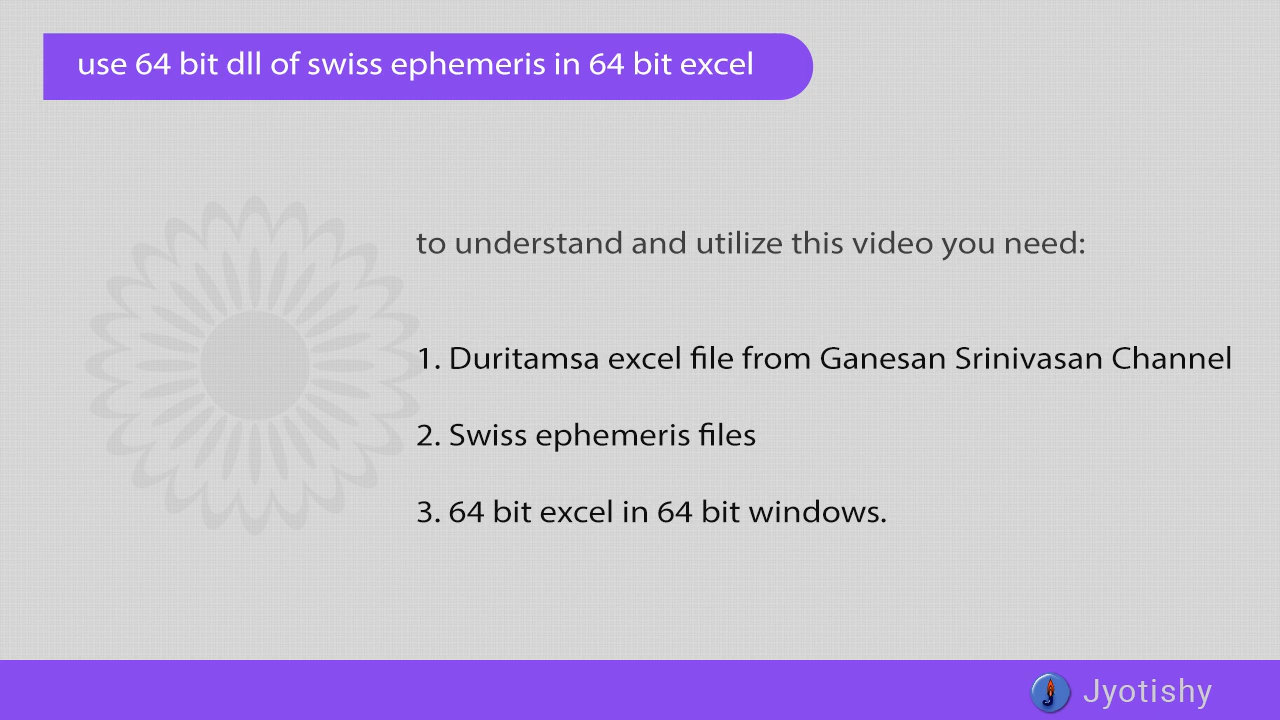 use 64 bit dll of swiss ephemeris in 64 bit excel
to understand and utilize this video you need:
1. Duritamsa excel file from Ganesan Srinivasan Channel
2. Swiss ephemeris files
3. 64 bit excel in 64 bit windows.
Jyotishy